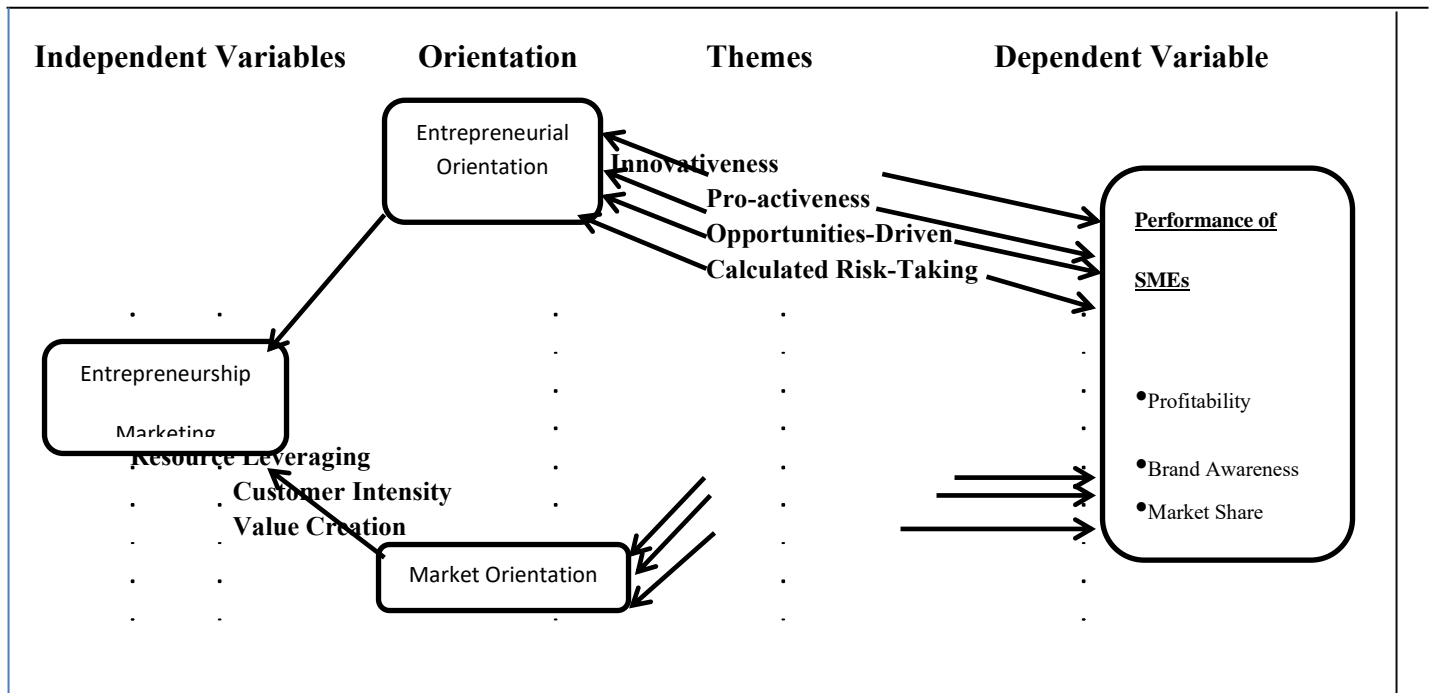 Independent Variables Orientation Themes Dependent Variable
Entrepreneurial
Orientation
Innovativeness
Pro-activeness
Opportunities-Driven
Calculated Risk-Taking
Performance of
SMEs
•Profitability
•Brand Awareness
•Market Share
Entrepreneurship
Marketing
Resource Leveraging
Customer Intensity
Value Creation
Market Orientation